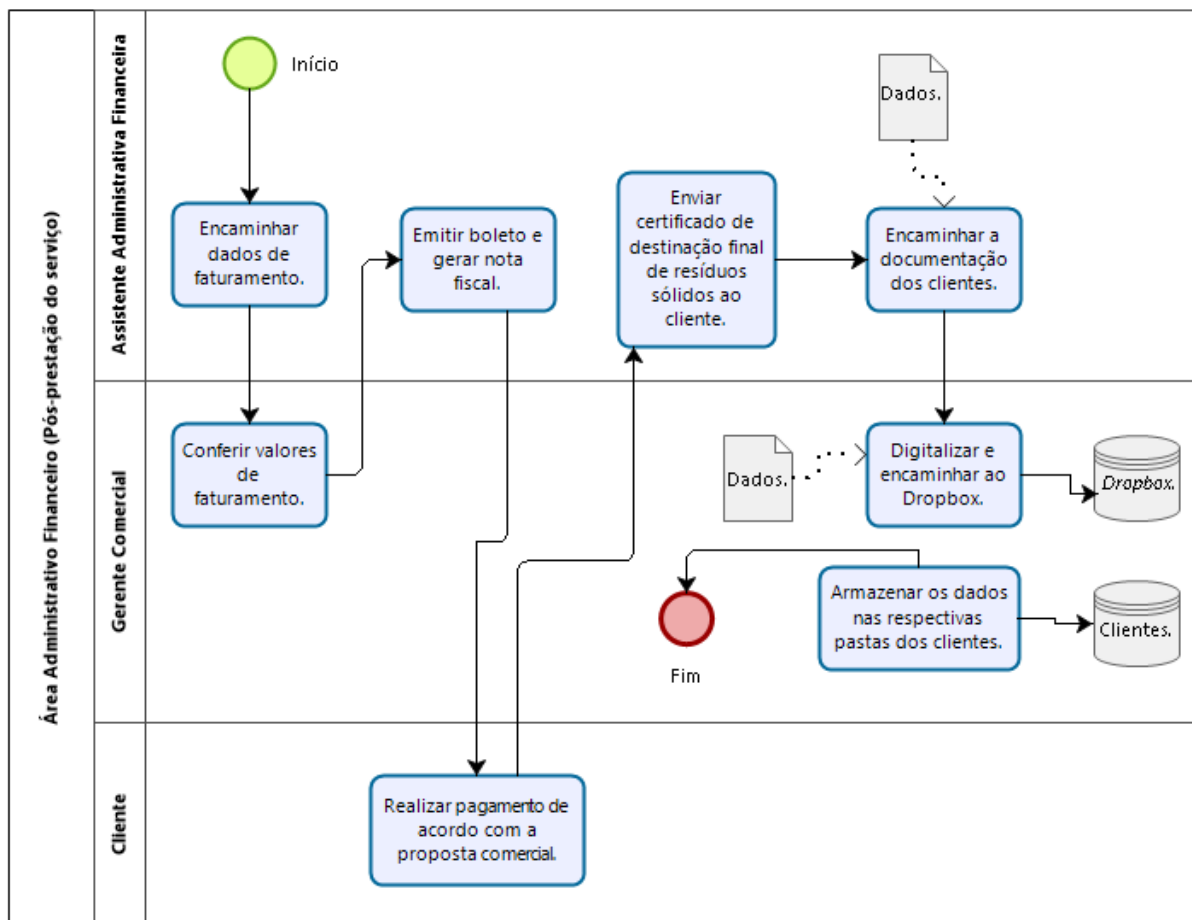 Área Administrativo Financeiro (Pós-prestação do serviço)
Assistente Administrativa Financeira
Início
Dados.
Encaminhar
dados de
faturamento.
Emitir boleto e
gerar nota
fiscal.
Enviar
certificado de
destinação final
de resíduos
sólidos ao
cliente.
Encaminhar a
documentação
dos clientes.
Gerente Comercial
Conferir valores
de
faturamento.
Dados.
Digitalizar e
encaminhar ao
Dropbox.
Dropbox.
Fim
Armazenar os dados
nas respectivas
pastas dos clientes.
Clientes.
Cliente
Realizar pagamento de
acordo com a
proposta comercial.